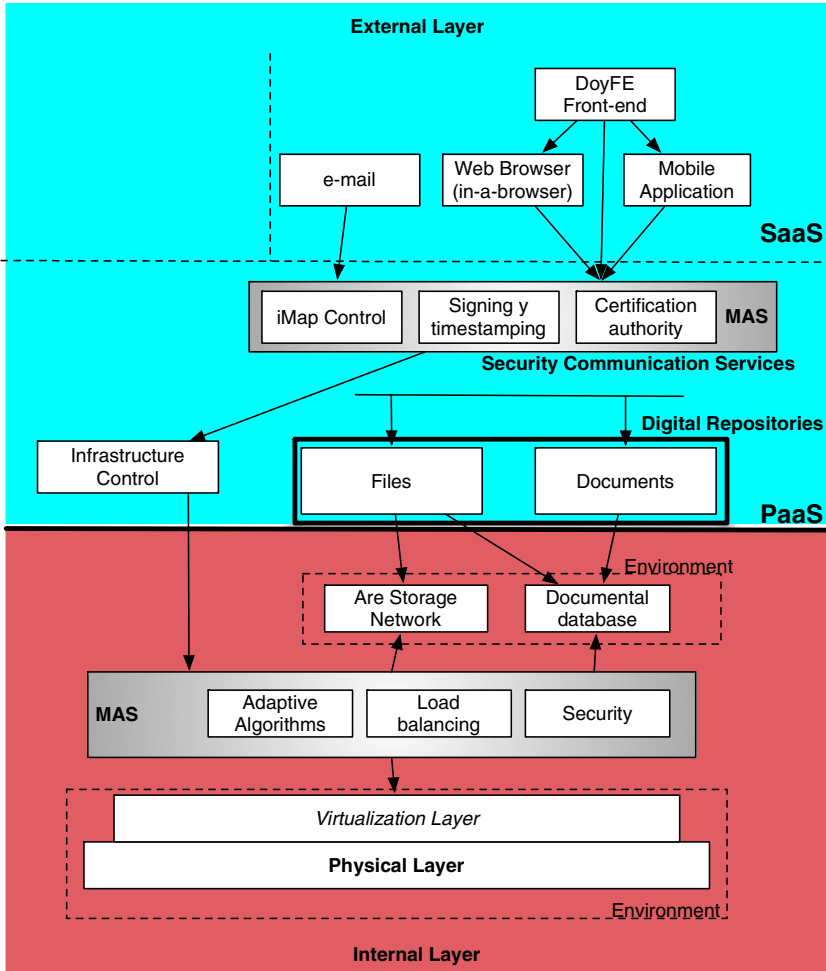 External Layer
DoyFE
Front-end
e-mail
Web Browser
(in-a-browser)
Mobile
Application
SaaS
iMap Control
Signing y
timestamping
Certification
authority
MAS
Security Communication Services
Digital Repositories
Infrastructure
Control
Files
Documents
PaaS
Environment
Are Storage
Network
Documental
database
MAS
Adaptive
Algorithms
Load
balancing
Security
Virtualization Layer
Physical Layer
Environment
Internal Layer